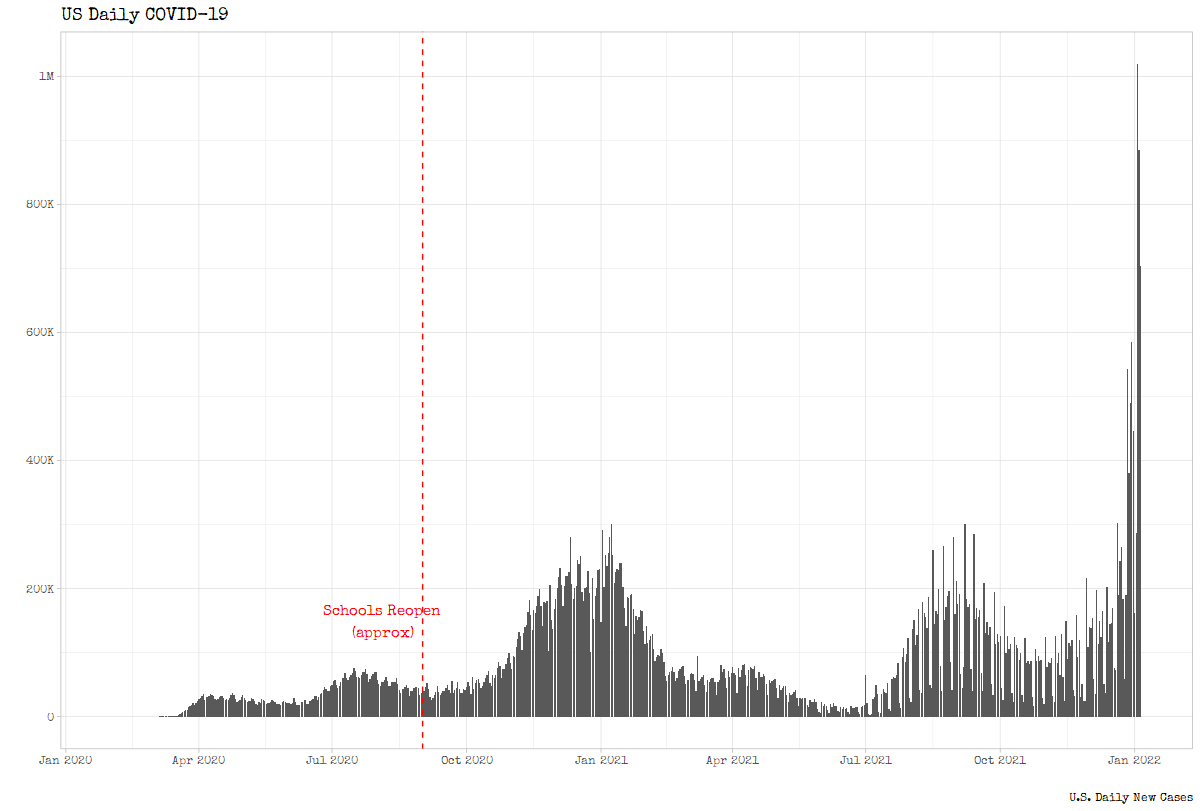 US Daily COVID-19
1M
800K
600K
400K
200K
0
Schools Reopen
(approx)
Jan 2020 Apr 2020 Jul 2020 Oct 2020 Jan 2021 Apr 2021 Jul 2021 Oct 2021 Jan 2022
U.S. Daily New Cases